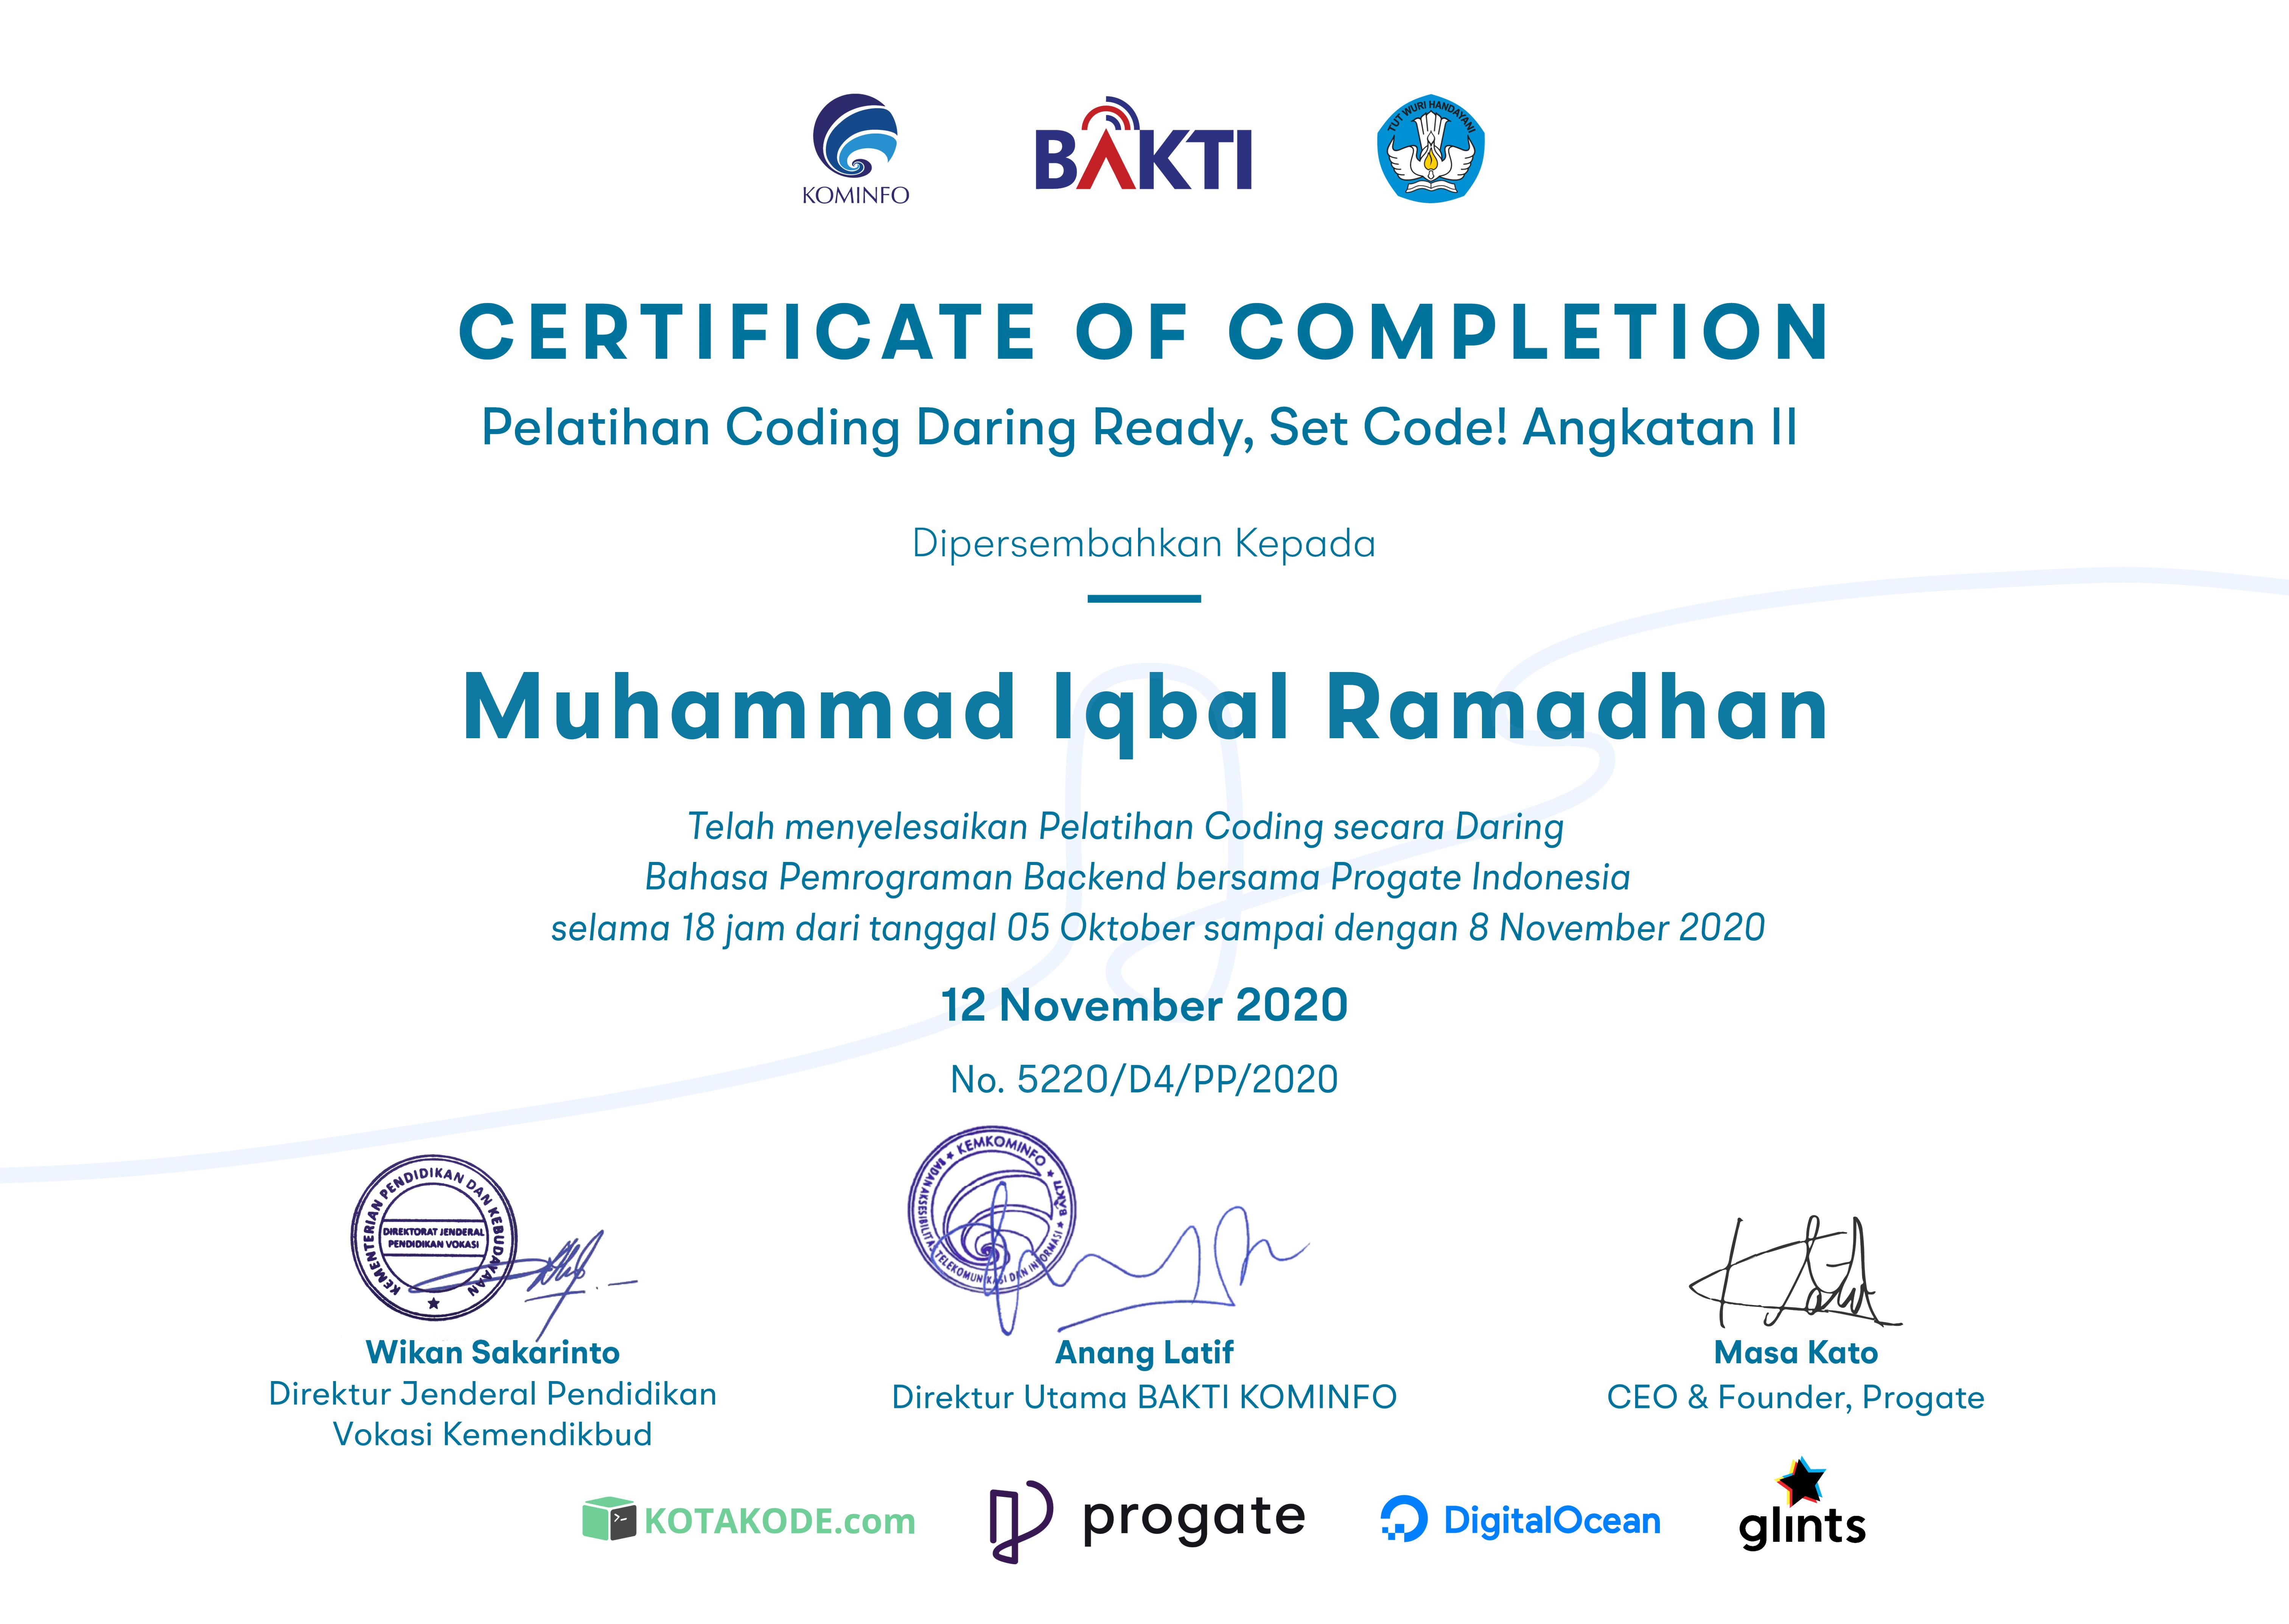 KOMINFO
BAKTI
TUT WURI HANDAYANI
CERTIFICATE OF COMPLETION
Pelatihan Coding Daring Ready, Set Code! Angkatan II
Dipersembahkan Kepada
Muhammad Iqbal Ramadhan
Telah menyelesaikan Pelatihan Coding secara Daring
Bahasa Pemrograman Backend bersama Progate Indonesia
selama 18 jam dari tanggal 05 Oktober sampai dengan 8 November 2020
12 November 2020
No. 5220/D4/PP/2020
KEMENTERIAN PENDIDIKAN DAN KEBUDAYAAN
DIREKTORAT JENDERAL
PENDIDIKAN VOKASI
KEMKOMINFO
BADAN AKSESIBILITAS TELEKOMUNIKASI DAN INFORMASI
Wikan Sakarinto
Direktur Jenderal Pendidikan
Vokasi Kemendikbud
Anang Latif
Direktur Utama BAKTI KOMINFO
Masa Kato
CEO & Founder, Progate
KOTAKODE.com
progate
DigitalOcean
glints